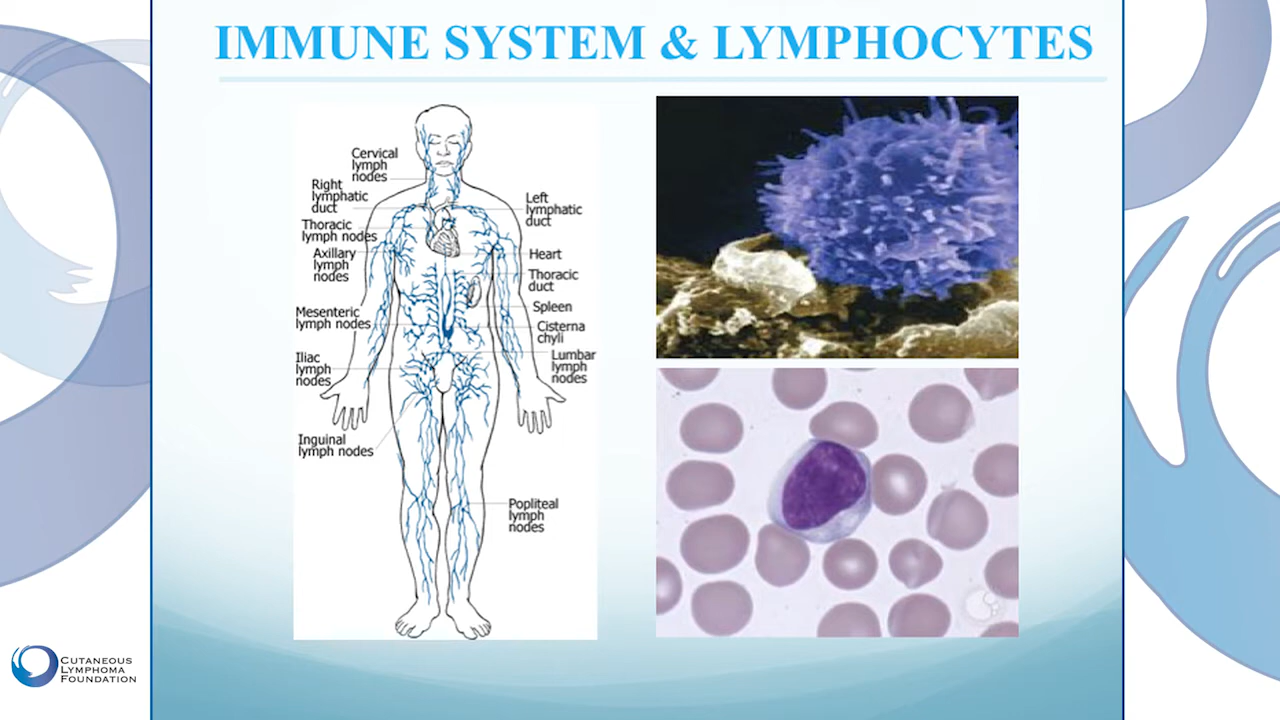 IMMUNE SYSTEM & LYMPHOCYTES
Cervical
lymph
nodes
Right
lymphatic
duct
Thoracic
lymph nodes
Axillary
lymph
nodes
Mesenteric
lymph nodes
Iliac
lymph
nodes
Inguinal
lymph nodes
Left
lymphatic
duct
Heart
Thoracic
duct
Spleen
Cisterna
chyli
Lumbar
lymph
nodes
Popliteal
lymph
nodes
CUTANEOUS
LYMPHOMA
FOUNDATION